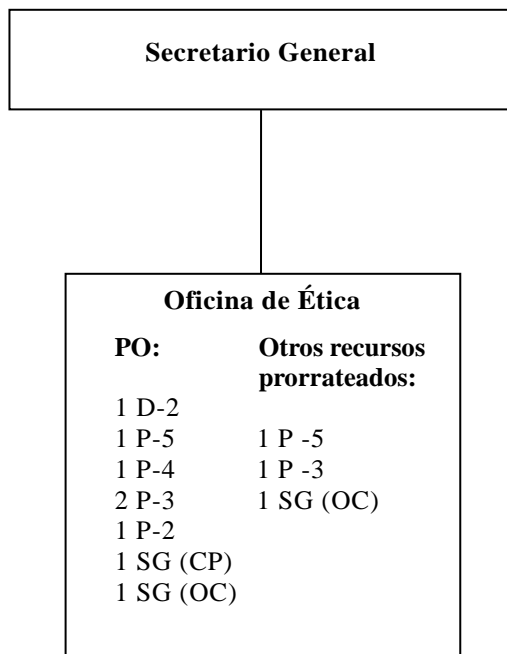 Secretario General
Oficina de Ética
PO: Otros recursos
prorrateados:
1 D-2
1 P-5 1 P -5
1 P-4 1 P -3
2 P-3 1 SG (OC)
1 P-2
1 SG (CP)
1 SG (OC)